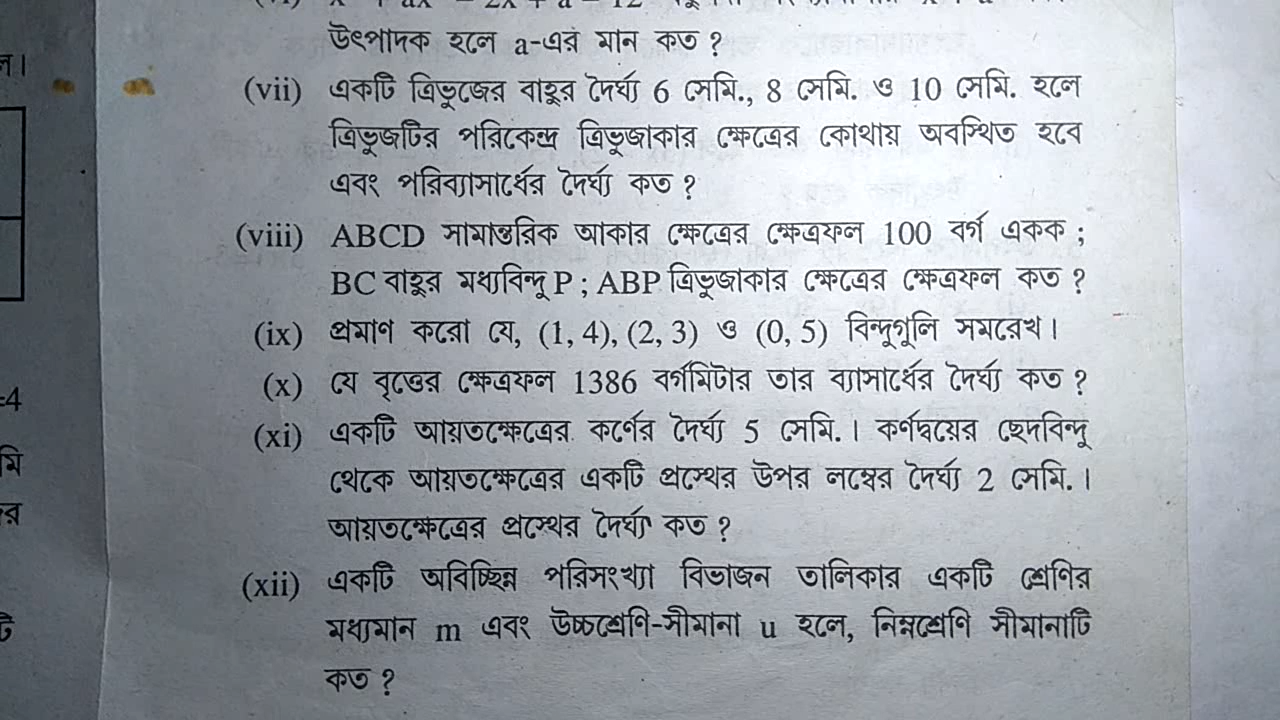 উৎপাদক হলে a-এর মান কত ?
ন।
(vii) একটি ত্রিভুজের বাহুর দৈর্ঘ্য 6 সেমি., 8 সেমি. ও 10 সেমি. হলে
ত্রিভুজটির পরিকেন্দ্র ত্রিভুজাকার ক্ষেত্রের কোথায় অবস্থিত হবে
এবং পরিব্যাসার্ধের দৈর্ঘ্য কত ?
(viii) ABCD সামান্তরিক আকার ক্ষেত্রের ক্ষেত্রফল 100 বর্গ একক ;
BC বাহুর মধ্যবিন্দু P ; ABP ত্রিভুজাকার ক্ষেত্রের ক্ষেত্রফল কত ?
(ix) প্রমাণ করো যে, (1, 4), (2, 3) ও (0, 5) বিন্দুগুলি সমরেখ।
(x) যে বৃত্তের ক্ষেত্রফল 1386 বর্গমিটার তার ব্যাসার্ধের দৈর্ঘ্য কত ?
=4
(xi) একটি আয়তক্ষেত্রের কর্ণের দৈর্ঘ্য 5 সেমি.। কর্ণদ্বয়ের ছেদবিন্দু
মি
থেকে আয়তক্ষেত্রের একটি প্রস্থের উপর লম্বের দৈর্ঘ্য 2 সেমি.।
আয়তক্ষেত্রের প্রস্থের দৈর্ঘ্য কত ?
(xii) একটি অবিচ্ছিন্ন পরিসংখ্যা বিভাজন তালিকার একটি শ্রেণির
মধ্যমান m এবং উচ্চশ্রেণি-সীমানা u হলে, নিম্নশ্রেণি সীমানাটি
কত ?